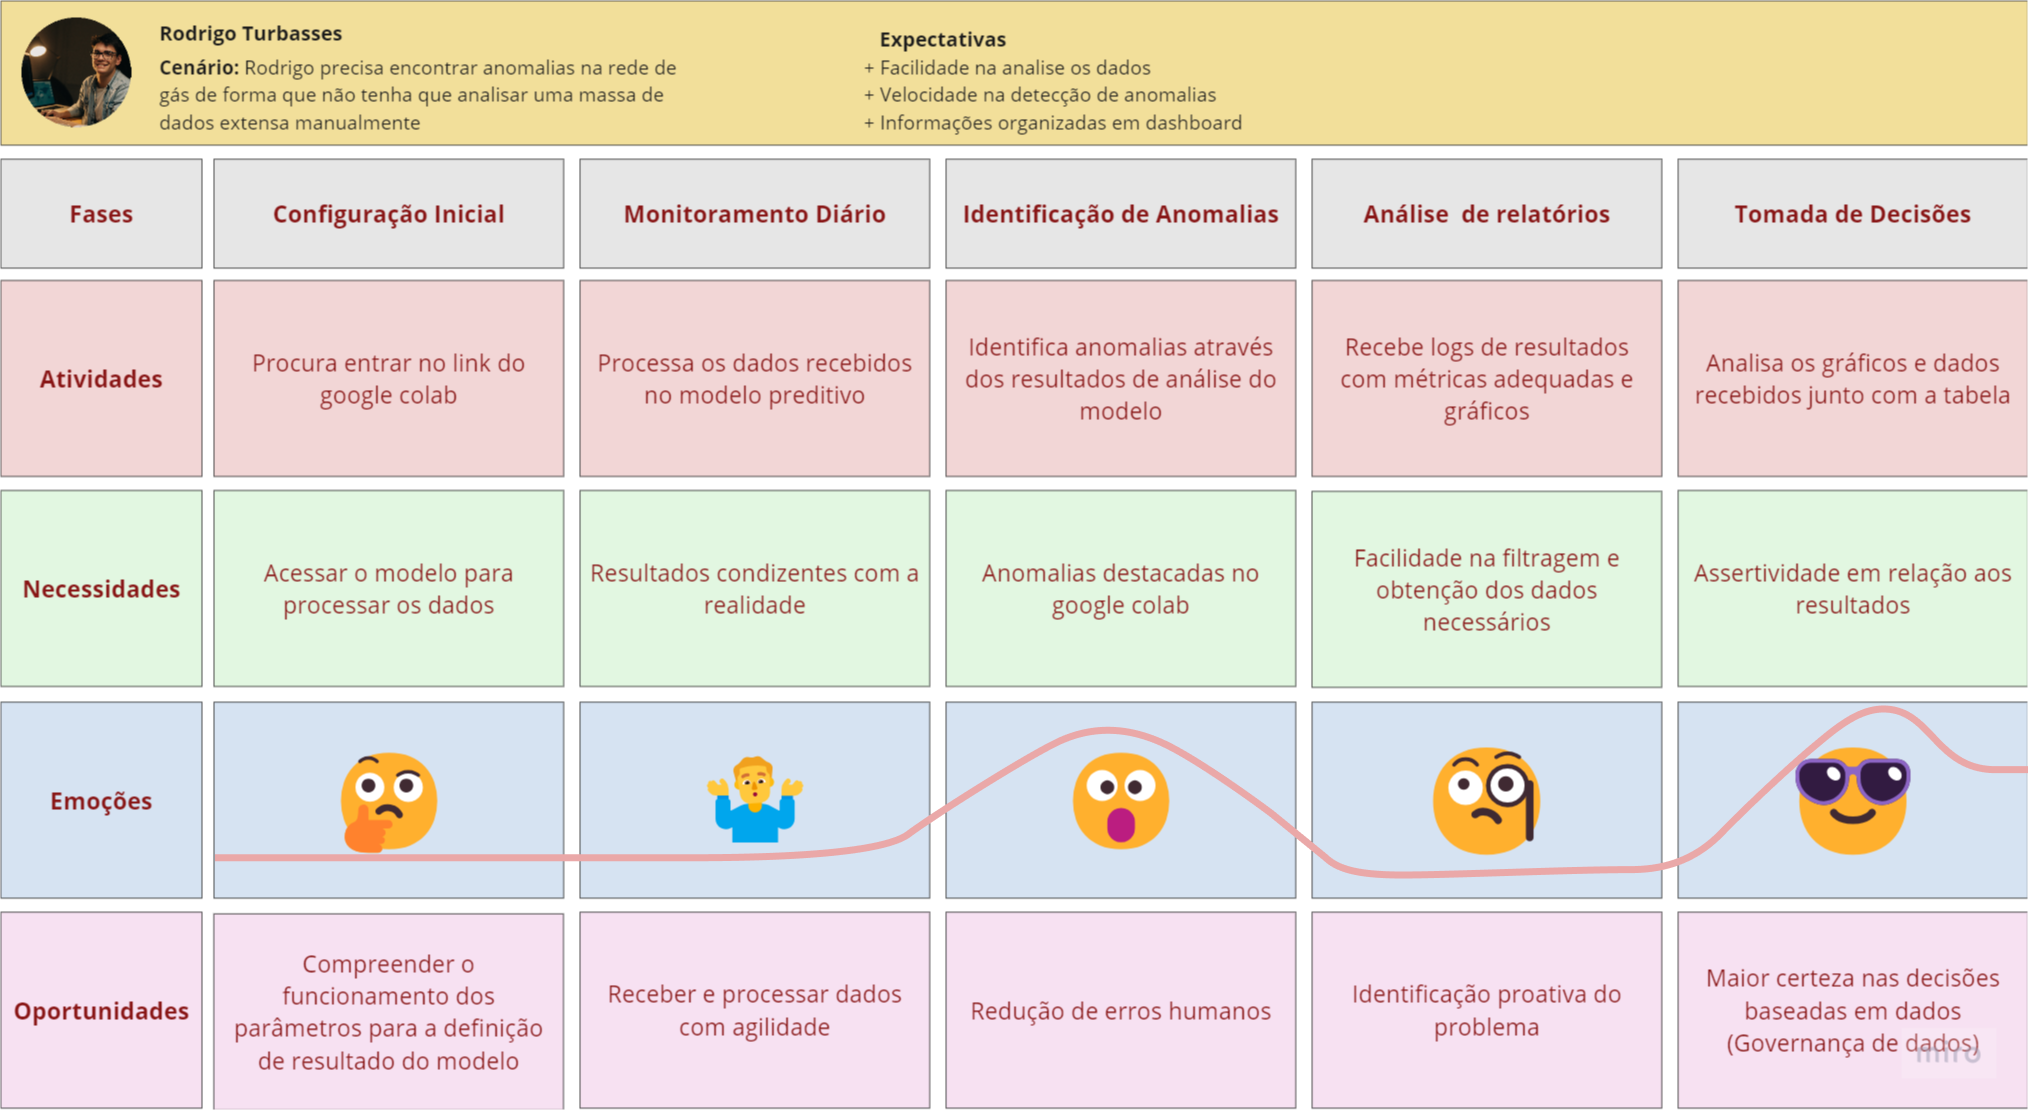 Rodrigo Turbasses
Cenário: Rodrigo precisa encontrar anomalias na rede de
gás de forma que não tenha que analisar uma massa de
dados extensa manualmente
Expectativas
+ Facilidade na analise os dados
+ Velocidade na detecção de anomalias
+ Informações organizadas em dashboard
Fases
Configuração Inicial
Monitoramento Diário
Identificação de Anomalias
Análise de relatórios
Tomada de Decisões
Atividades
Procura entrar no link do
google colab
Processa os dados recebidos
no modelo preditivo
Identifica anomalias através
dos resultados de análise do
modelo
Recebe logs de resultados
com métricas adequadas e
gráficos
Analisa os gráficos e dados
recebidos junto com a tabela
Necessidades
Acessar o modelo para
processar os dados
Resultados condizentes com a
realidade
Anomalias destacadas no
google colab
Facilidade na filtragem e
obtenção dos dados
necessários
Assertividade em relação aos
resultados
Emoções
Oportunidades
Compreender o
funcionamento dos
parâmetros para a definição
de resultado do modelo
Receber e processar dados
com agilidade
Redução de erros humanos
Identificação proativa do
problema
Maior certeza nas decisões
baseadas em dados
(Governança de dados)
miro